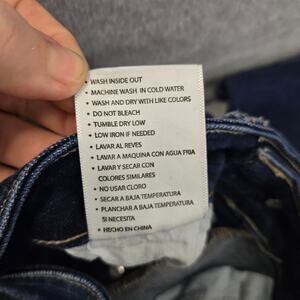 • WASH INSIDE OUT
• MACHINE WASH IN COLD WATER
• WASH AND DRY WITH LIKE COLORS
• DO NOT BLEACH
• TUMBLE DRY LOW
• LOW IRON IF NEEDED
• LAVAR AL REVES
• LAVAR A MAQUINA CON AGUA FRIA
• LAVAR Y SECAR CON
COLORES SIMILARES
• NO USAR CLORO
• SECAR A BAJA TEMPERATURA
• PLANCHAR A BAJA TEMPERATURA
SI NECESITA
• HECHO EN CHINA